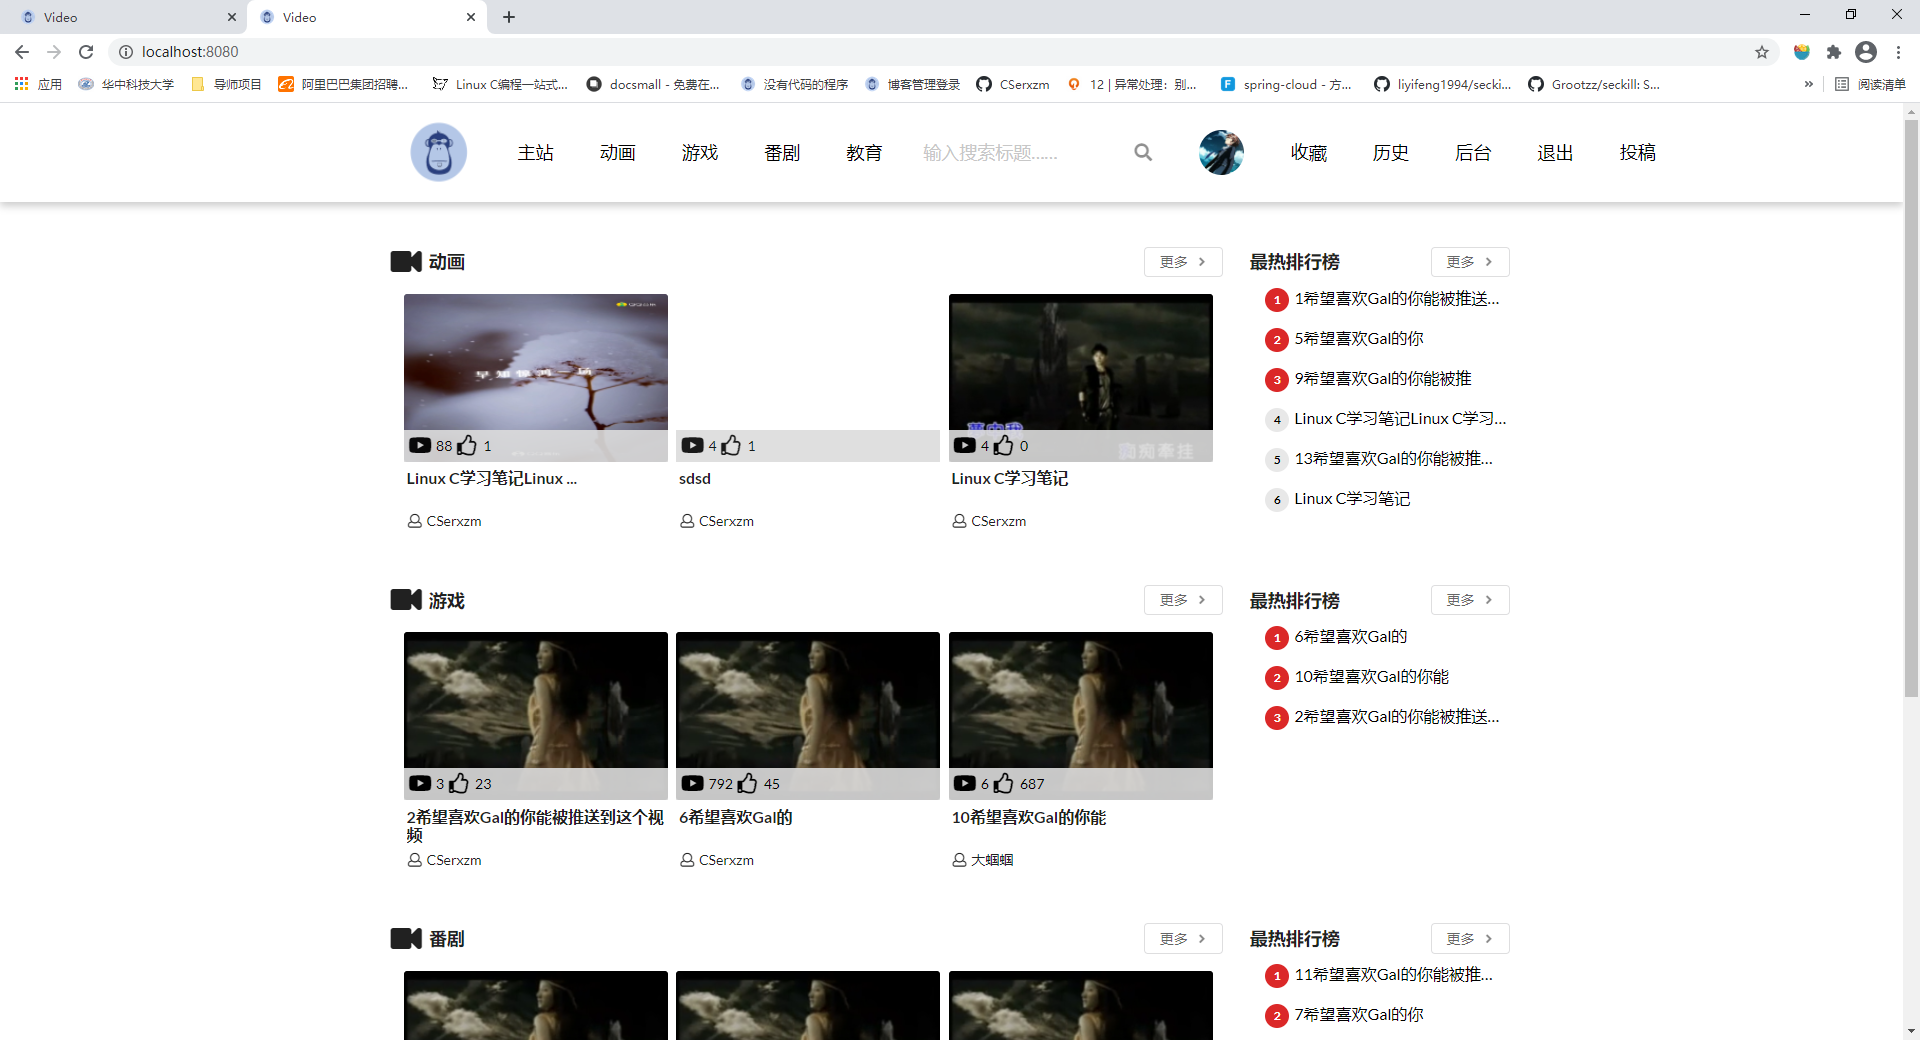 Video
Video
localhost:8080
应用
华中科技大学
导师项目
阿里巴巴集团招聘...
Linux C编程一站式...
docsmall - 免费在...
没有代码的程序
博客管理登录
CSerxzm
12 | 异常处理：别...
spring-cloud - 方...
liyifeng1994/secki...
Grootzz/seckill: S...
»
阅读清单
主站
动画
游戏
番剧
教育
输入搜索标题......
收藏
历史
后台
退出
投稿
动画
更多
早知惊鸿一场
88 1
4 1
4 0
Linux C学习笔记Linux ...
sdsd
Linux C学习笔记
CSerxzm
CSerxzm
CSerxzm
最热排行榜
更多
1 1希望喜欢Gal的你能被推送...
2 5希望喜欢Gal的你
3 9希望喜欢Gal的你能被推
4 Linux C学习笔记Linux C学习...
5 13希望喜欢Gal的你能被推...
6 Linux C学习笔记
游戏
更多
3 23
792 45
6 687
2希望喜欢Gal的你能被推送到这个视
频
6希望喜欢Gal的
10希望喜欢Gal的你能
CSerxzm
CSerxzm
大蝈蝈
最热排行榜
更多
1 6希望喜欢Gal的
2 10希望喜欢Gal的你能
3 2希望喜欢Gal的你能被推送...
番剧
更多
最热排行榜
更多
1 11希望喜欢Gal的你能被推...
2 7希望喜欢Gal的你